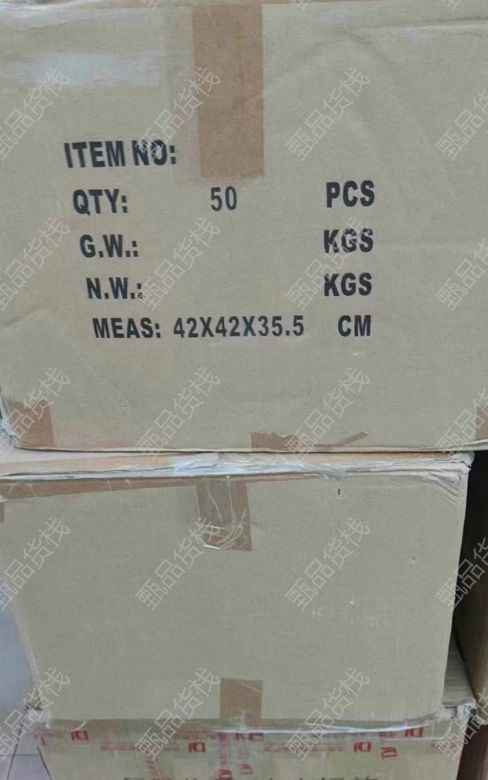 ITEM NO:
QTY: 50 PCS
G.W.: KGS
N.W.: KGS
MEAS: 42X42X35.5 CM
甄品货栈